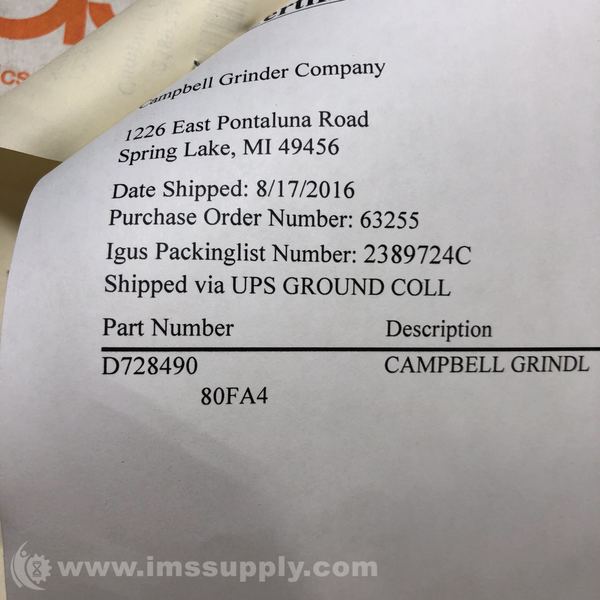 Campbell Grinder Company
1226 East Pontaluna Road
Spring Lake, MI 49456
Date Shipped: 8/17/2016
Purchase Order Number: 63255
Igus Packinglist Number: 2389724C
Shipped via UPS GROUND COLL
Part Number Description
D728490 CAMPBELL GRINDL
80FA4
www.imssupply.com